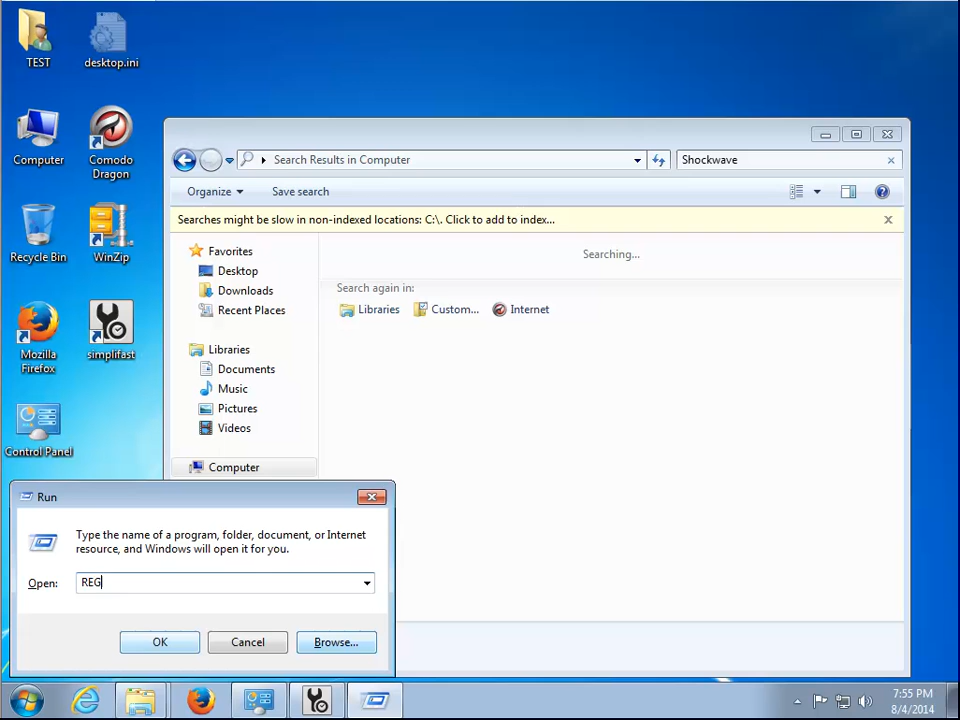 TEST
desktop.ini
Computer
Comodo
Dragon
Recycle Bin
WinZip
Mozilla
Firefox
simplifast
Control Panel
Search Results in Computer
Shockwave
Organize
Save search
Searches might be slow in non-indexed locations: C:\. Click to add to index...
Favorites
Desktop
Downloads
Recent Places
Libraries
Documents
Music
Pictures
Videos
Computer
Searching...
Search again in:
Libraries
Custom...
Internet
Run
Type the name of a program, folder, document, or Internet
resource, and Windows will open it for you.
Open:
REG
OK
Cancel
Browse...
7:55 PM
8/4/2014